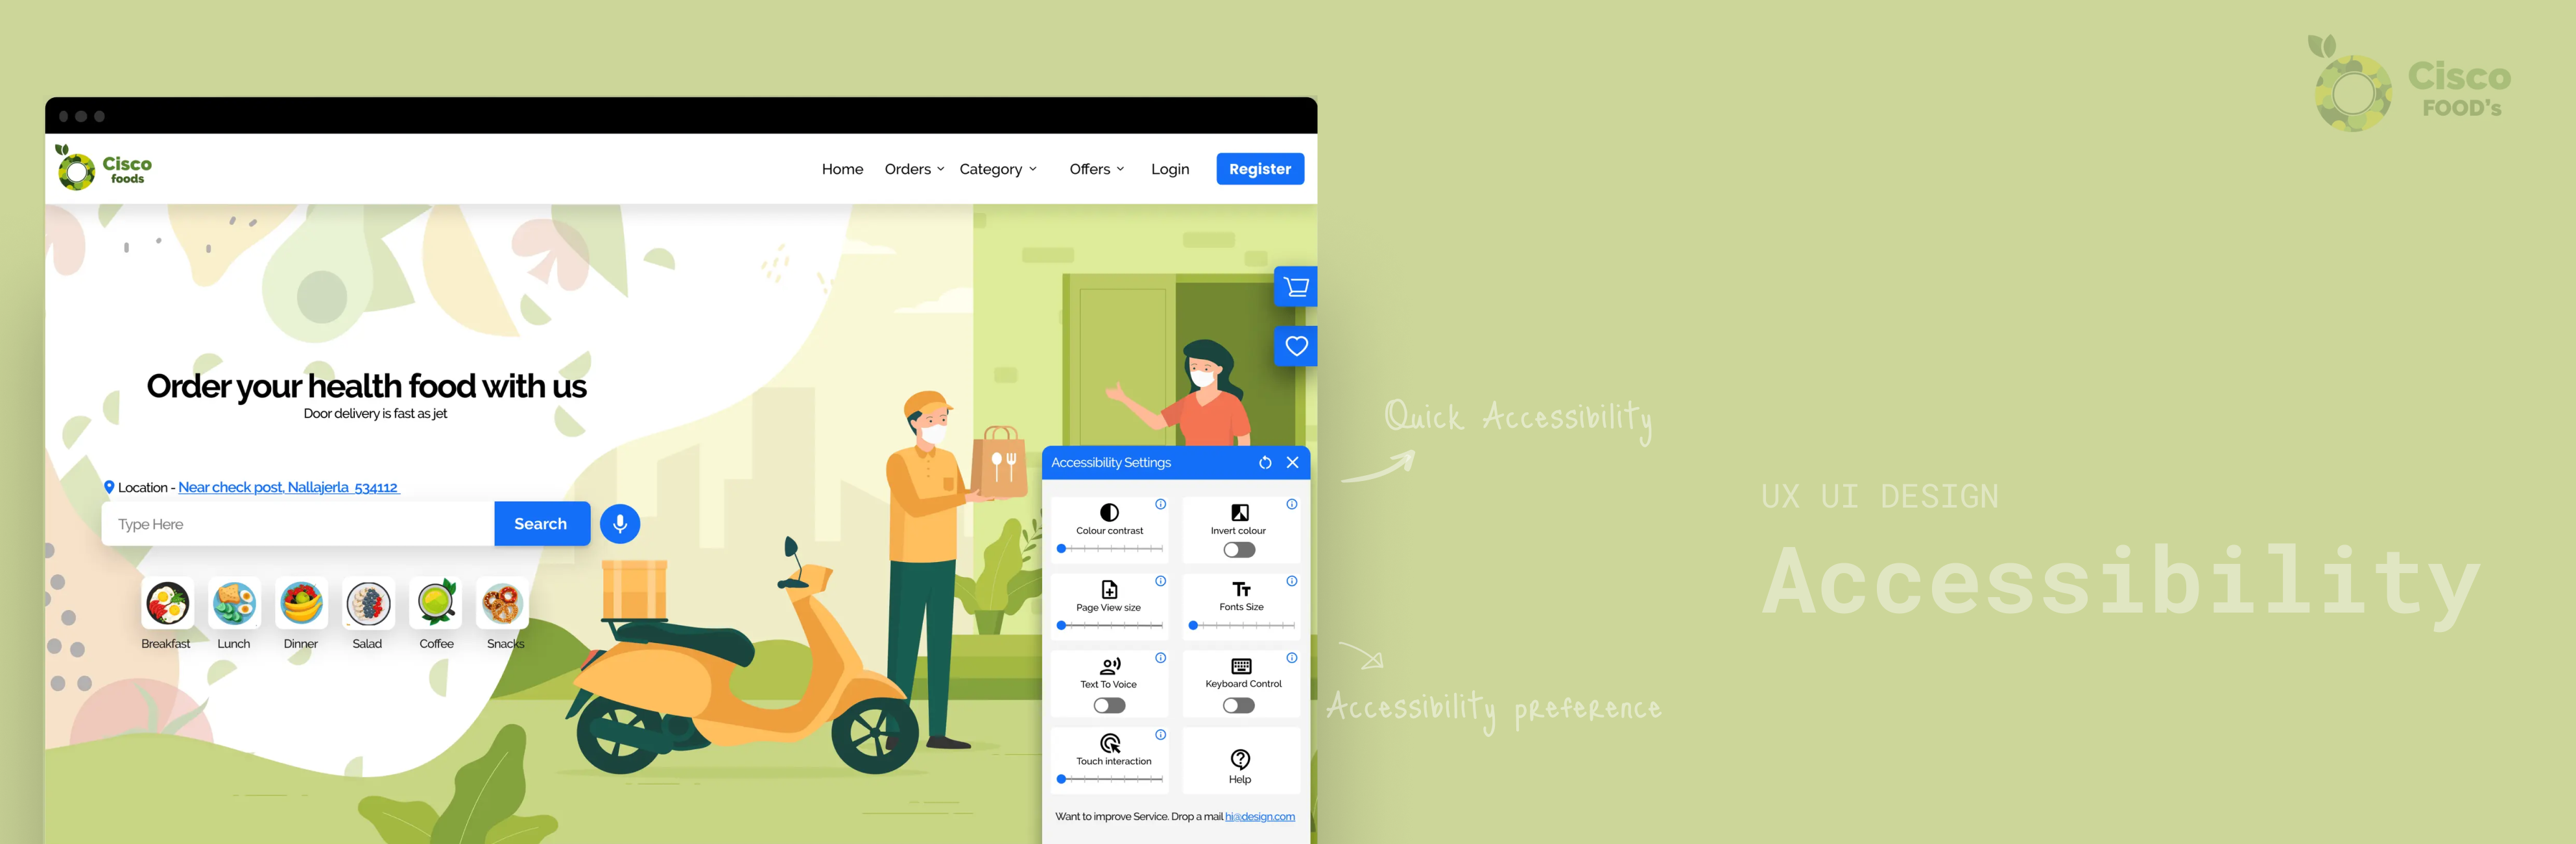 Cisco
FOOD's
Cisco
foods
Home Orders Category Offers Login Register
Order your health food with us
Door delivery is fast as jet
Location - Near check post, Nallajerla 534112
Type Here Search
Breakfast Lunch Dinner Salad Coffee Snacks
Accessibility Settings
Colour contrast Invert colour
Page View size Fonts Size
Text To Voice Keyboard Control
Touch interaction Help
Want to improve Service. Drop a mail hi@design.com
Quick Accessibility
Accessibility preference
UX UI DESIGN
Accessibility